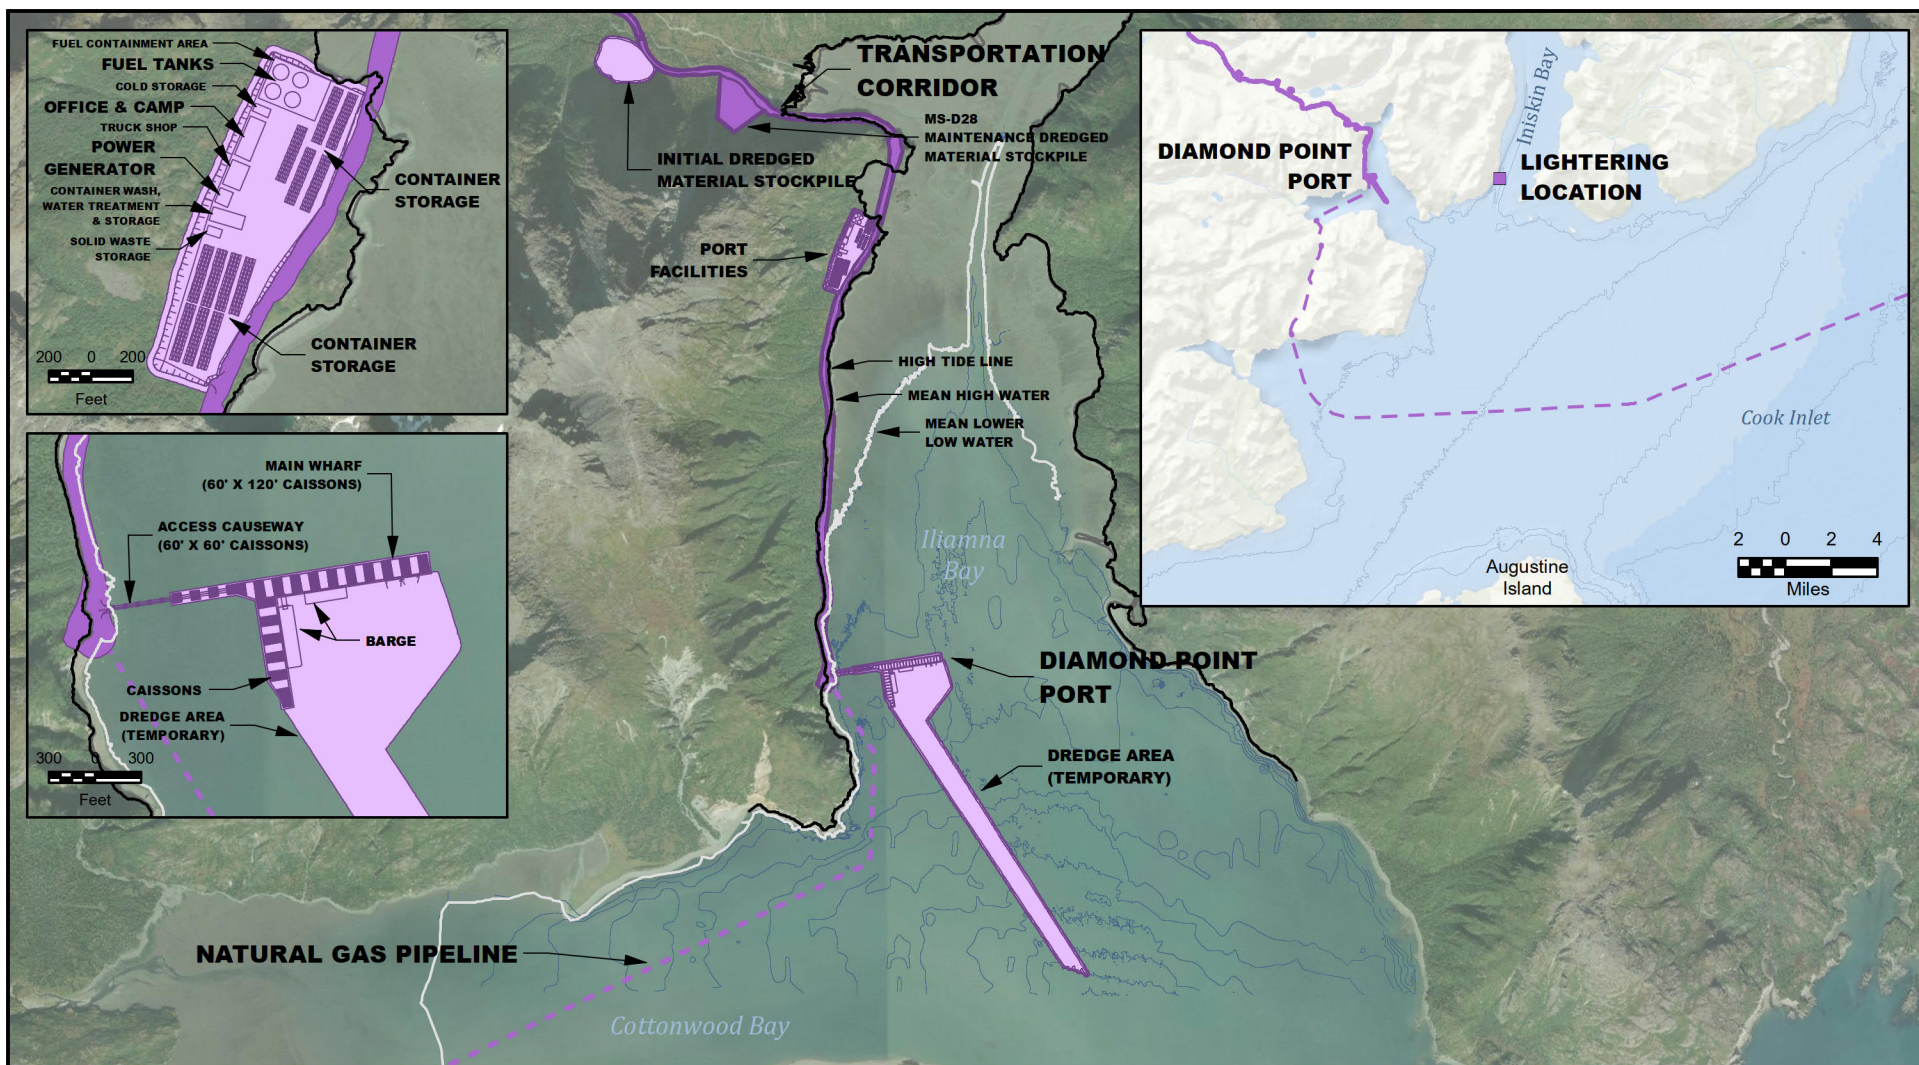 FUEL CONTAINMENT AREA
FUEL TANKS
COLD STORAGE
OFFICE & CAMP
TRUCK SHOP
POWER
GENERATOR
CONTAINER WASH,
WATER TREATMENT
& STORAGE
SOLID WASTE
STORAGE
CONTAINER
STORAGE
CONTAINER
STORAGE
200 0 200
Feet
MAIN WHARF
(60' X 120' CAISSONS)
ACCESS CAUSEWAY
(60' X 60' CAISSONS)
BARGE
CAISSONS
DREDGE AREA
(TEMPORARY)
300 0 300
Feet
TRANSPORTATION
CORRIDOR
MS-D28
MAINTENANCE DREDGED
MATERIAL STOCKPILE
INITIAL DREDGED
MATERIAL STOCKPILE
PORT
FACILITIES
HIGH TIDE LINE
MEAN HIGH WATER
MEAN LOWER
LOW WATER
Iliamna
Bay
DIAMOND POINT
PORT
DREDGE AREA
(TEMPORARY)
NATURAL GAS PIPELINE
Cottonwood Bay
Iniskin Bay
DIAMOND POINT
PORT
LIGHTERING
LOCATION
Cook Inlet
Augustine
Island
2 0 2 4
Miles